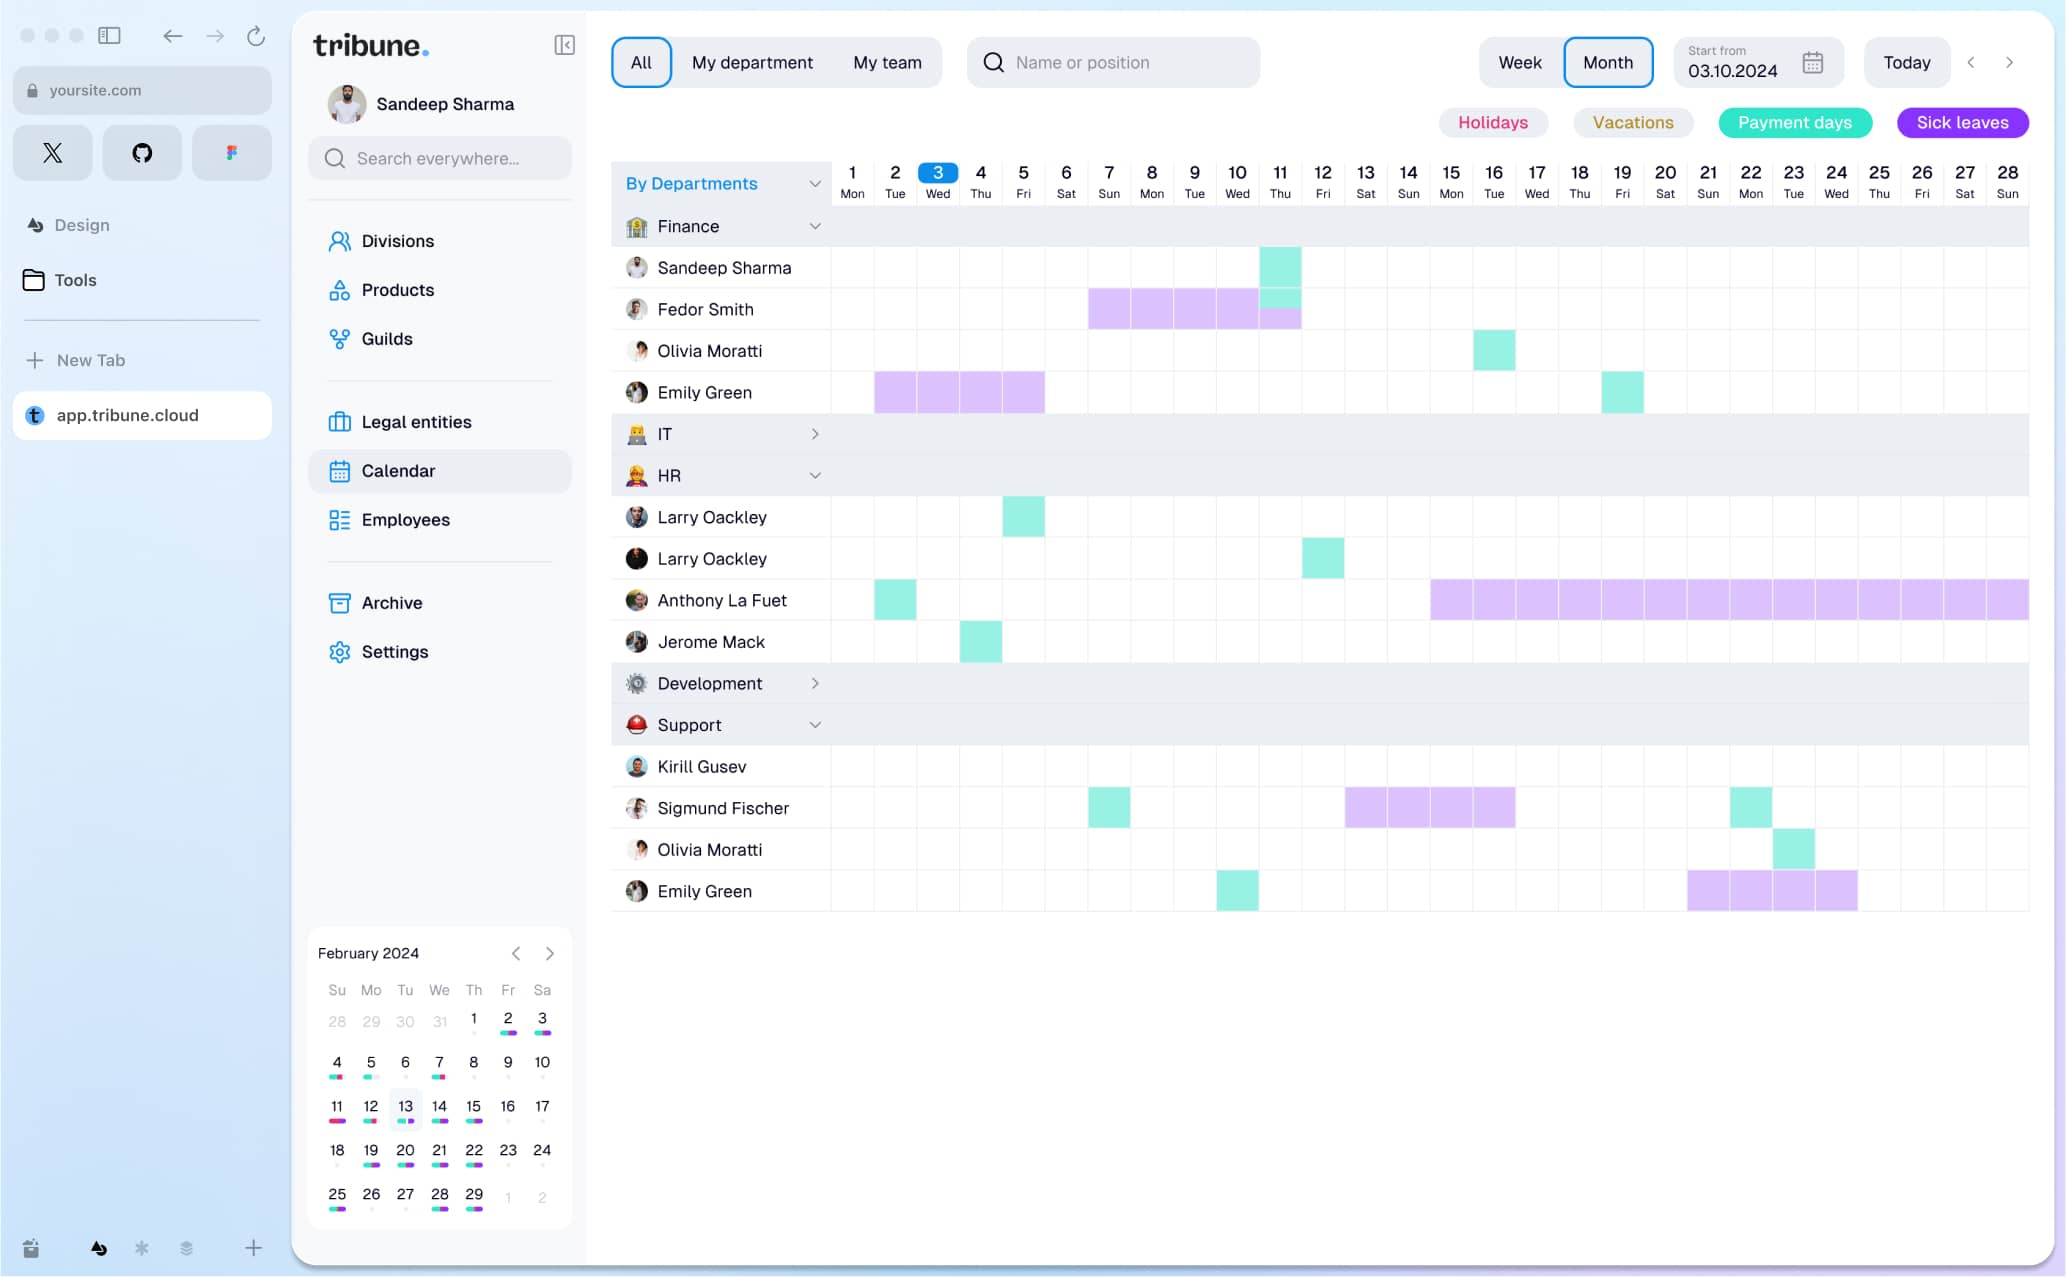 yoursite.com
Design
Tools
New Tab
app.tribune.cloud
tribune.
Sandeep Sharma
Search everywhere...
Divisions
Products
Guilds
Legal entities
Calendar
Employees
Archive
Settings
February 2024
Su Mo Tu We Th Fr Sa
28 29 30 31 1 2 3
4 5 6 7 8 9 10
11 12 13 14 15 16 17
18 19 20 21 22 23 24
25 26 27 28 29 1 2
All My department My team
Name or position
Week Month
Start from
03.10.2024
Today
Holidays Vacations Payment days Sick leaves
By Departments
1 2 3 4 5 6 7 8 9 10 11 12 13 14 15 16 17 18 19 20 21 22 23 24 25 26 27 28
Mon Tue Wed Thu Fri Sat Sun Mon Tue Wed Thu Fri Sat Sun Mon Tue Wed Thu Fri Sat Sun Mon Tue Wed Thu Fri Sat Sun
Finance
Sandeep Sharma
Fedor Smith
Olivia Moratti
Emily Green
IT
HR
Larry Oackley
Larry Oackley
Anthony La Fuet
Jerome Mack
Development
Support
Kirill Gusev
Sigmund Fischer
Olivia Moratti
Emily Green